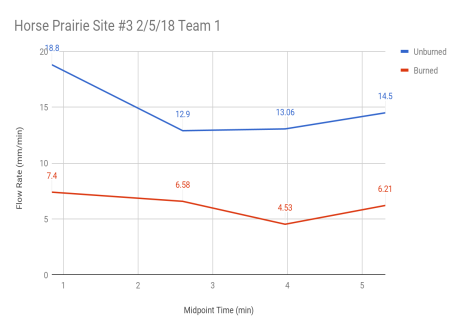 Horse Prairie Site #3 2/5/18 Team 1
Unburned
Burned
Flow Rate (mm/min)
20
15
10
5
0
18.8
12.9
13.06
14.5
7.4
6.58
4.53
6.21
1 2 3 4 5
Midpoint Time (min)